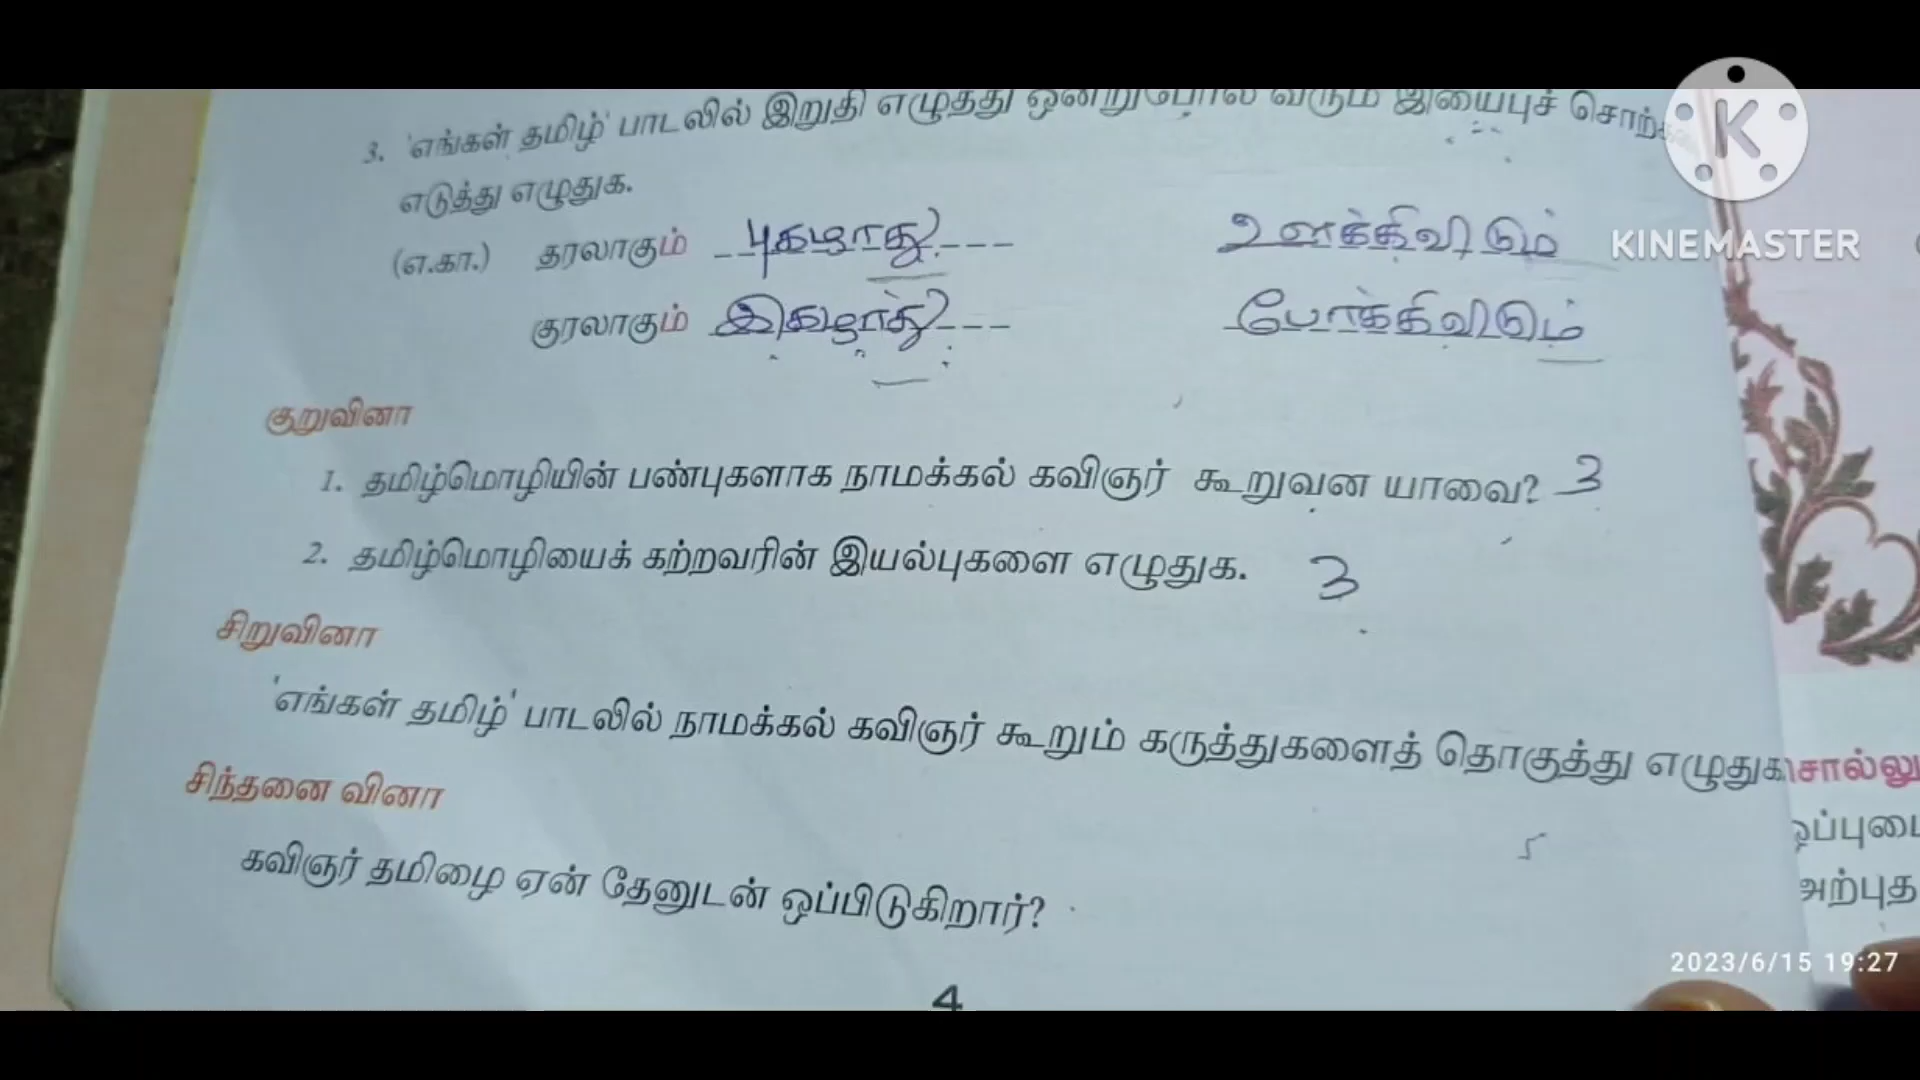 3. 'எங்கள் தமிழ்' பாடலில் இறுதி எழுத்து ஒன்றுபோல் வரும் இயைபுச்
எடுத்து எழுதுக.
(எ.கா.) தரலாகும் புகழாது ஊக்கிவிடும்
குரலாகும் இகழாது போக்கிவிடும்
குறுவினா
1. தமிழ்மொழியின் பண்புகளாக நாமக்கல் கவிஞர் கூறுவன யாவை? 3
2. தமிழ்மொழியைக் கற்றவரின் இயல்புகளை எழுதுக. 3
சிறுவினா
'எங்கள் தமிழ்' பாடலில் நாமக்கல் கவிஞர் கூறும் கருத்துகளைத் தொகுத்து எழுதுக
சிந்தனை வினா
கவிஞர் தமிழை ஏன் தேனுடன் ஒப்பிடுகிறார்?
4
K
KINEMASTER
2023/6/15 19:27